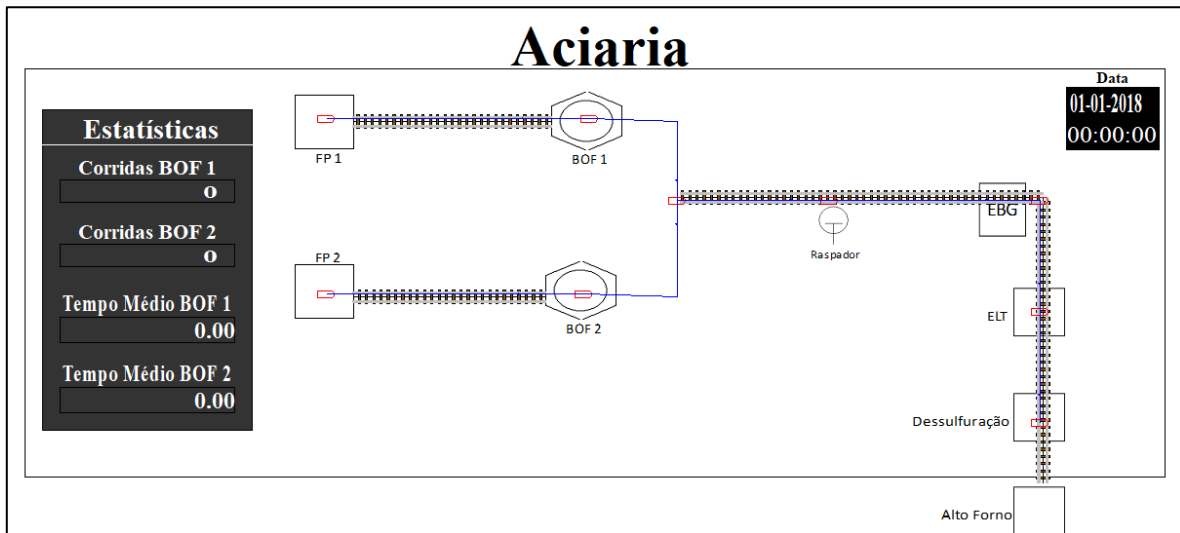 Aciaria
Data
01-01-2018
00:00:00
Estatísticas
Corridas BOF 1
0
Corridas BOF 2
0
Tempo Médio BOF 1
0.00
Tempo Médio BOF 2
0.00
FP 1
BOF 1
FP 2
BOF 2
Raspador
EBG
ELT
Dessulfuração
Alto Forno